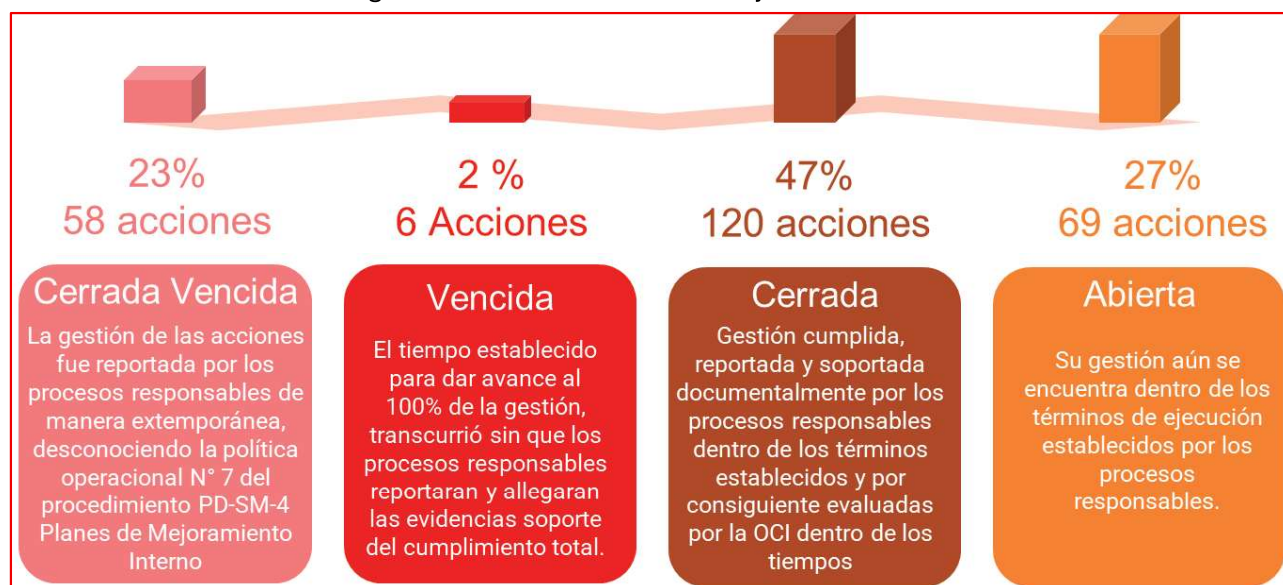 23%
58 acciones
Cerrada Vencida
La gestión de las acciones
fue reportada por los
procesos responsables de
manera extemporánea,
desconociendo la política
operacional N° 7 del
procedimiento PD-SM-4
Planes de Mejoramiento
Interno
2 %
6 Acciones
Vencida
El tiempo establecido
para dar avance al
100% de la gestión,
transcurrió sin que los
procesos responsables
reportaran y allegaran
las evidencias soporte
del cumplimiento total.
47%
120 acciones
Cerrada
Gestión cumplida,
reportada y soportada
documentalmente por los
procesos responsables
dentro de los términos
establecidos y por
consiguiente evaluadas
por la OCI dentro de los
tiempos
27%
69 acciones
Abierta
Su gestión aún se
encuentra dentro de los
términos de ejecución
establecidos por los
procesos
responsables.